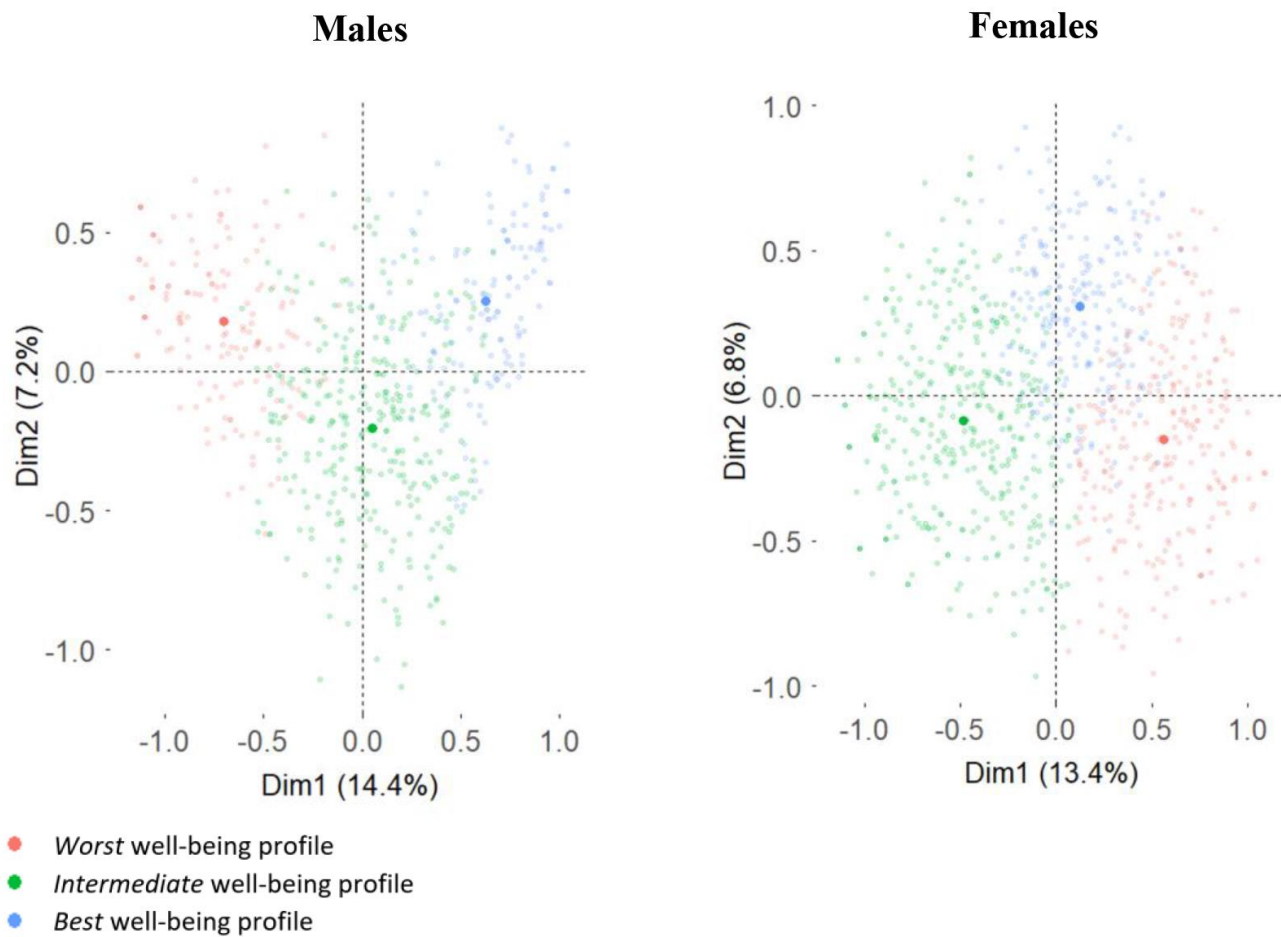 Males
Females
0.5
0.0
-0.5
-1.0
Dim2 (7.2%)
-1.0 -0.5 0.0 0.5 1.0
Dim1 (14.4%)
1.0
0.5
0.0
-0.5
-1.0
Dim2 (6.8%)
-1.0 -0.5 0.0 0.5 1.0
Dim1 (13.4%)
Worst well-being profile
Intermediate well-being profile
Best well-being profile